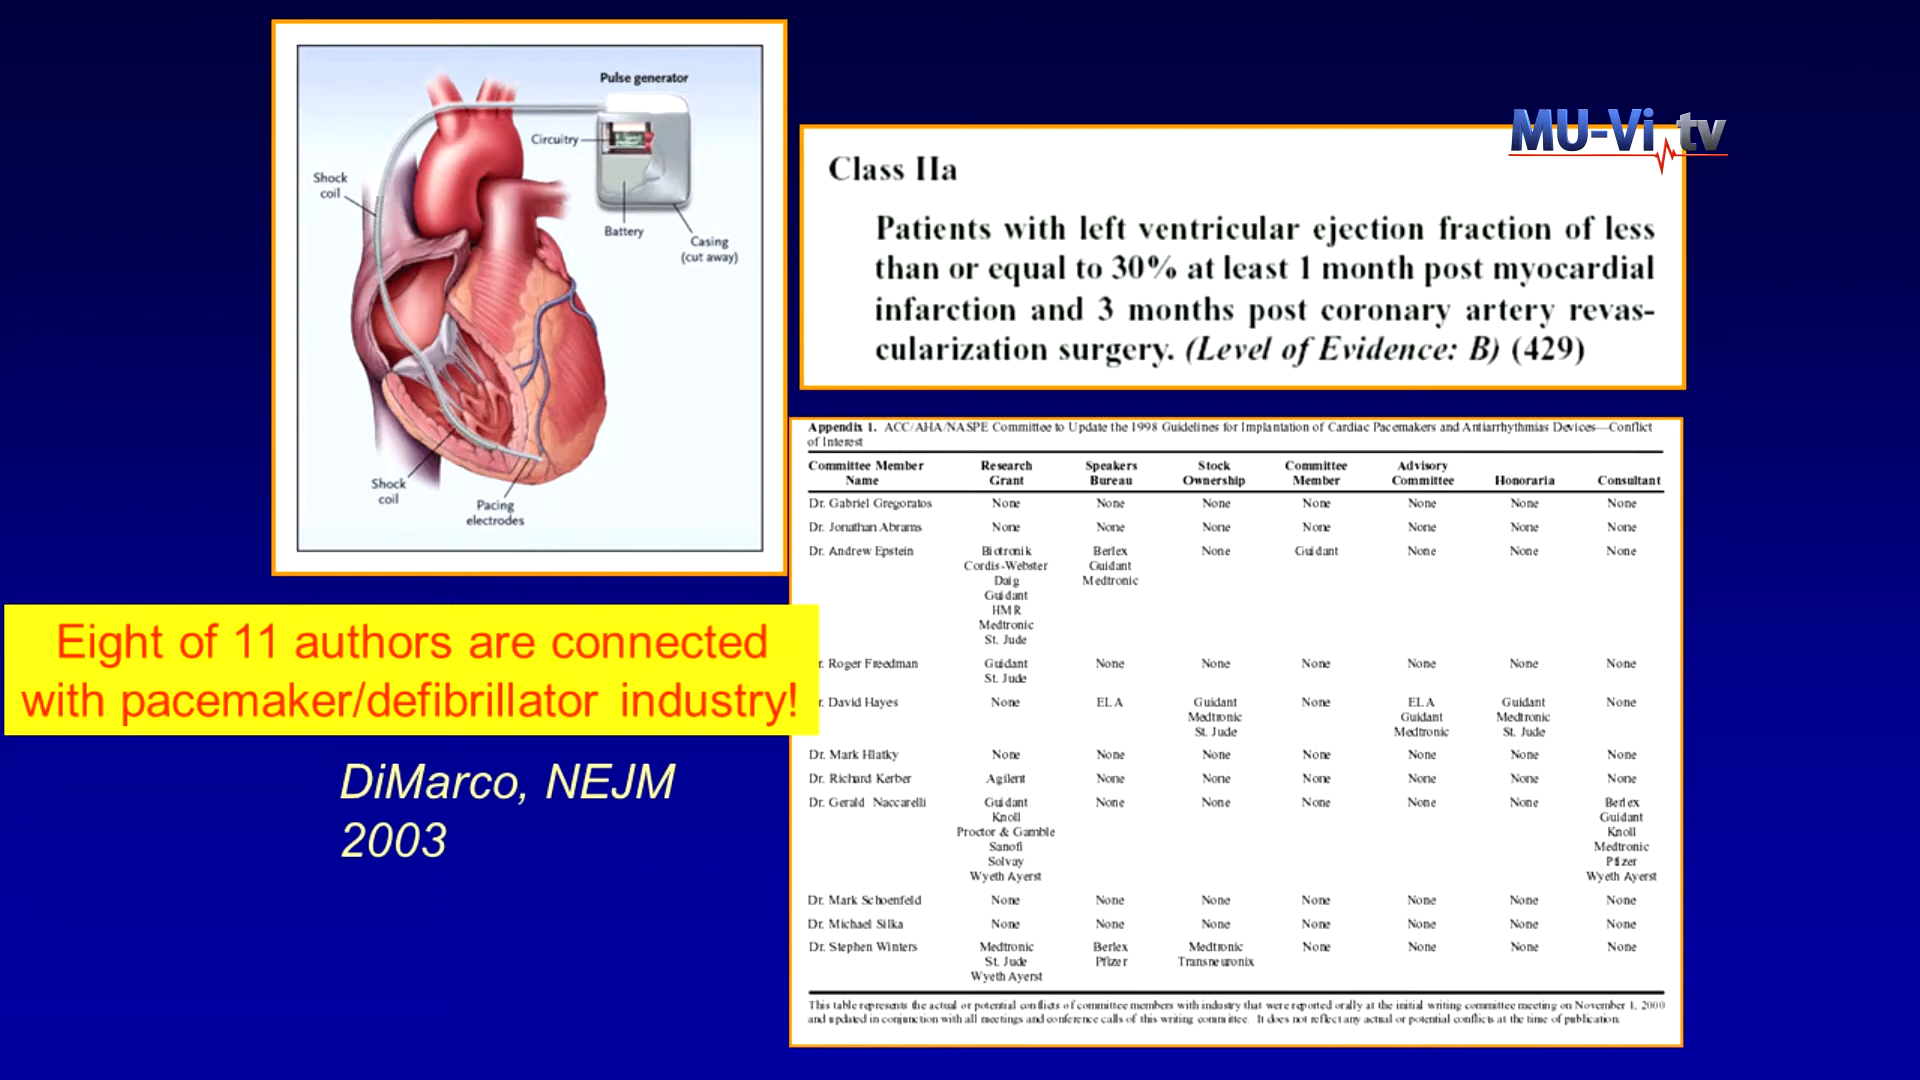 Pulse generator
Circuitry
Shock
coil
Battery
Casing
(cut away)
Shock
coil
Pacing
electrodes
MU-Vi tv
Class IIa
Patients with left ventricular ejection fraction of less
than or equal to 30% at least 1 month post myocardial
infarction and 3 months post coronary artery revas-
cularization surgery. (Level of Evidence: B) (429)
Eight of 11 authors are connected
with pacemaker/defibrillator industry!
DiMarco, NEJM
2003
Appendix 1. ACC/AHA/NASPE Committee to Update the 1998 Guidelines for Implantation of Cardiac Pacemakers and Antiarrhythmias Devices—Conflict
of Interest
Committee Member Research Speakers Stock Committee Advisory
Name Grant Bureau Ownership Member Committee Honoraria Consultant
Dr. Gabriel Gregoratos None None None None None None None
Dr. Jonathan Abrams None None None None None None None
Dr. Andrew Epstein Biotronik Berlex None Guidant None None None
Cordis-Webster Guidant
Daig Medtronic
Guidant
HMR
Medtronic
St. Jude
r. Roger Freedman Guidant None None None None None None
St. Jude
r. David Hayes None ELA Guidant None ELA Guidant None
Medtronic Guidant Medtronic
St. Jude Medtronic St. Jude
Dr. Mark Hlatky None None None None None None None
Dr. Richard Kerber Agilent None None None None None None
Dr. Gerald Naccarelli Guidant None None None None None Berlex
Knoll Guidant
Proctor & Gamble Knoll
Sanofi Medtronic
Solvay Pfizer
Wyeth Ayerst Wyeth Ayerst
Dr. Mark Schoenfeld None None None None None None None
Dr. Michael Silka None None None None None None None
Dr. Stephen Winters Medtronic Berlex Medtronic None None None None
St. Jude Pfizer Transneuronix
Wyeth Ayerst
This table represents the actual or potential conflicts of committee members with industry that were reported orally at the initial writing committee meeting on November 1, 2000
and updated in conjunction with all meetings and conference calls of this writing committee. It does not reflect any actual or potential conflicts at the time of publication.